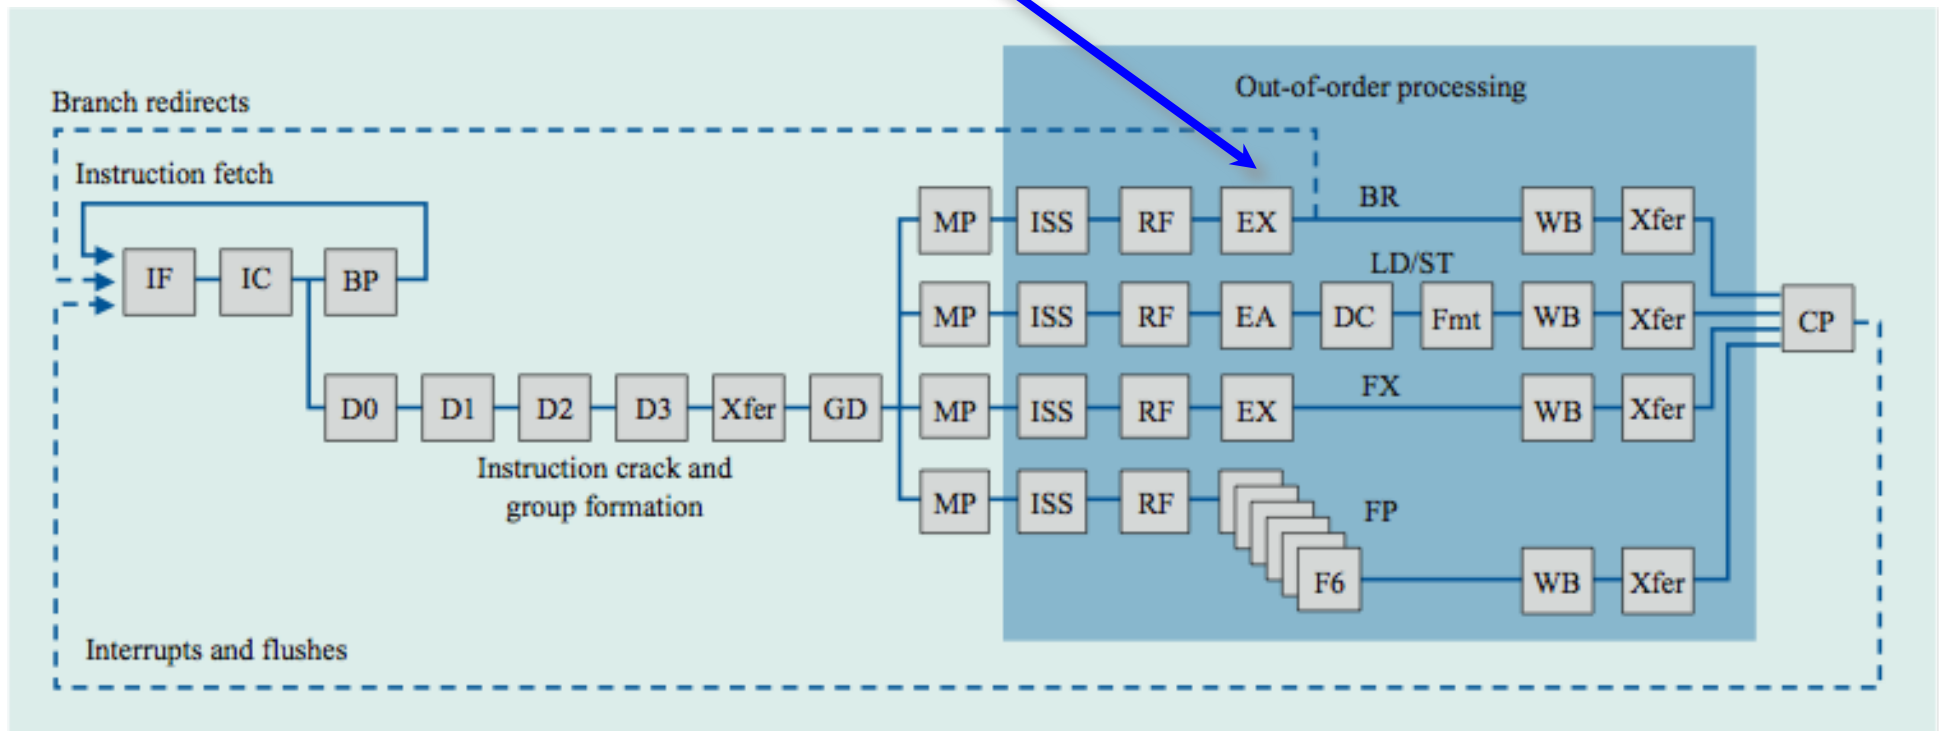 Out-of-order processing
Branch redirects
Instruction fetch
MP ISS RF EX BR WB Xfer
IF IC BP
LD/ST
MP ISS RF EA DC Fmt WB Xfer
CP
D0 D1 D2 D3 Xfer GD
MP ISS RF EX FX WB Xfer
Instruction crack and
group formation
MP ISS RF FP
F6 WB Xfer
Interrupts and flushes